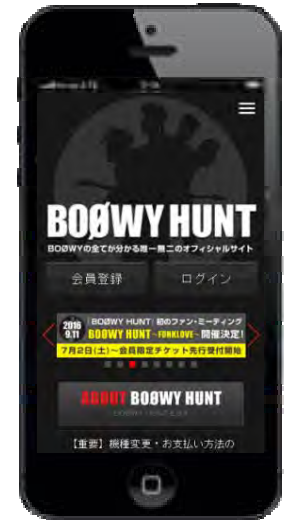 BOØWY HUNT
BOØWYの全てが分かる唯一無二のオフィシャルサイト
会員登録 ログイン
2016
9.11
BOØWY HUNT 初のファン・ミーティング
BOØWY HUNT -FUNKLOVE- 開催決定!
7月2日(土)～会員限定チケット先行受付開始
ABOUT BOØWY HUNT
【重要】機種変更・お支払い方法の